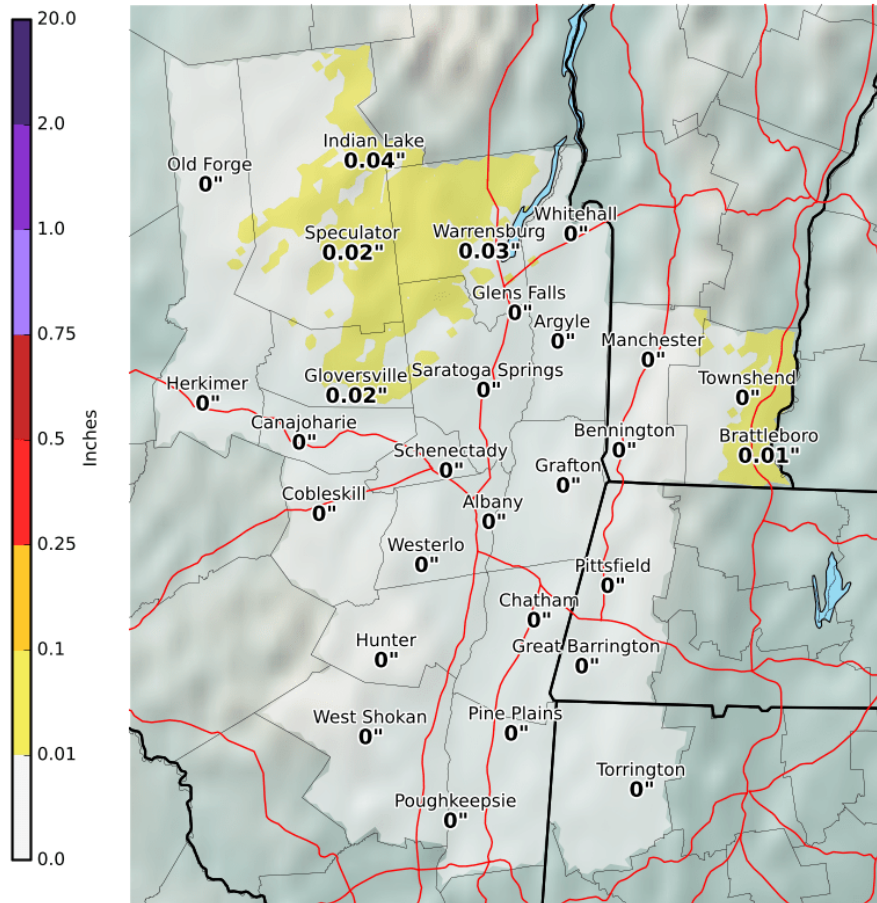 20.0
2.0
1.0
0.75
0.5
0.25
0.1
0.01
0.0
Inches
Indian Lake
0.04"
Old Forge
0"
Whitehall
0"
Speculator
0.02"
Warrensburg
0.03"
Glens Falls
0"
Argyle
0"
Manchester
0"
Herkimer
0"
Gloversville
0.02"
Saratoga Springs
0"
Townshend
0"
Canajoharie
0"
Bennington
0"
Brattleboro
0.01"
Schenectady
0"
Grafton
0"
Cobleskill
0"
Albany
0"
Westerlo
0"
Pittsfield
0"
Chatham
0"
Hunter
0"
Great Barrington
0"
West Shokan
0"
Pine Plains
0"
Torrington
0"
Poughkeepsie
0"